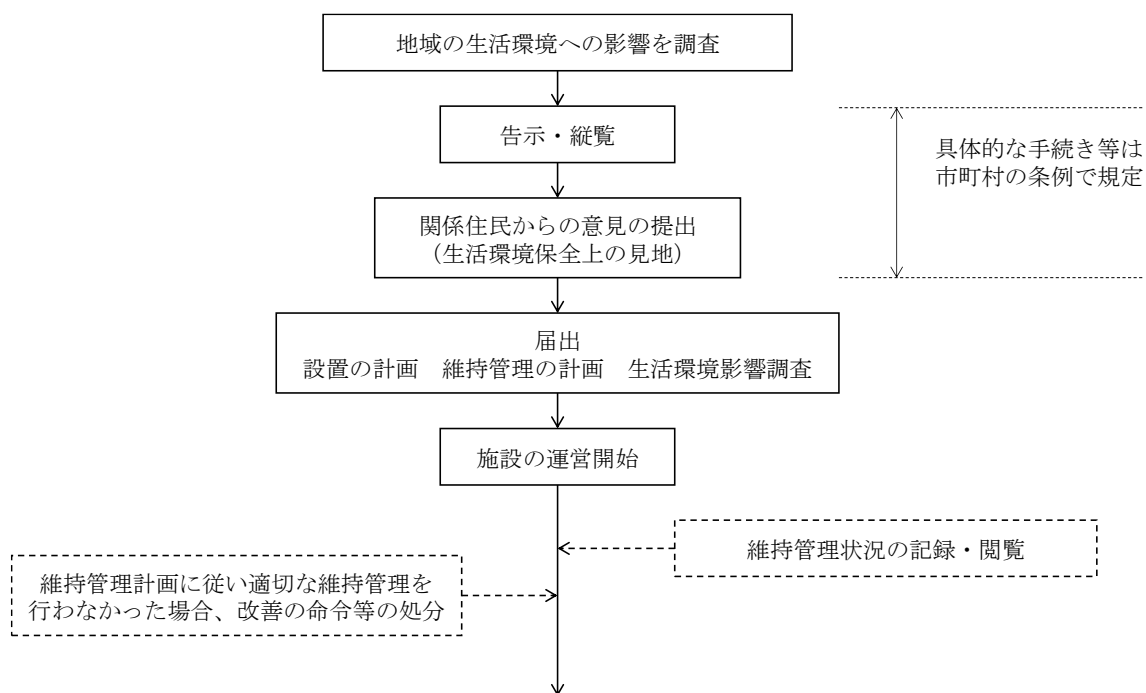 地域の生活環境への影響を調査
告示・縦覧
具体的な手続き等は
市町村の条例で規定
関係住民からの意見の提出
(生活環境保全上の見地)
届出
設置の計画　維持管理の計画　生活環境影響調査
施設の運営開始
維持管理状況の記録・閲覧
維持管理計画に従い適切な維持管理を
行わなかった場合、改善の命令等の処分